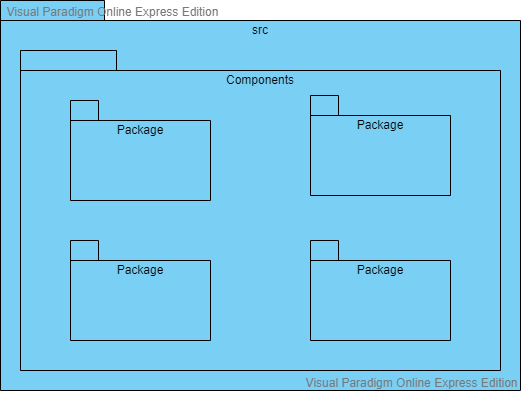 Visual Paradigm Online Express Edition
src
Components
Package
Package
Package
Package
Visual Paradigm Online Express Edition